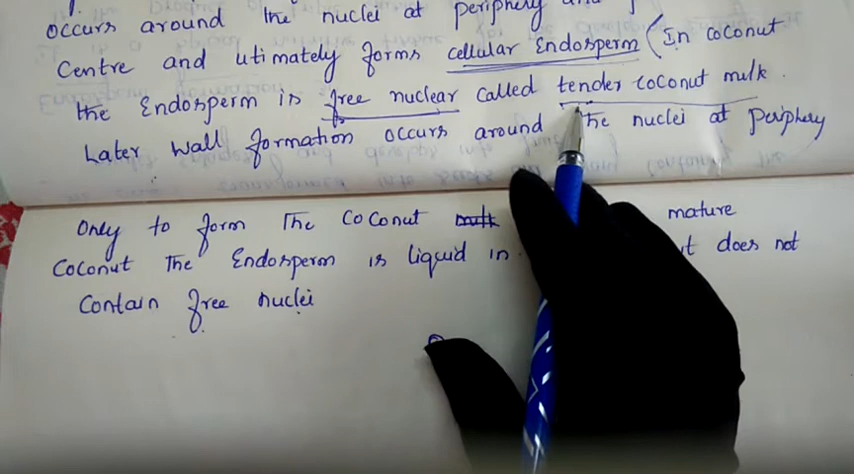 occurs around the nuclei at periphery and
Centre and utimately forms cellular Endosperm (In coconut
the Endosperm is free nuclear called tender coconut milk.
Later wall formation occurs around the nuclei at periphery
Only to form The Coconut mature
Coconut The Endosperm is liquid in does not
Contain free nuclei